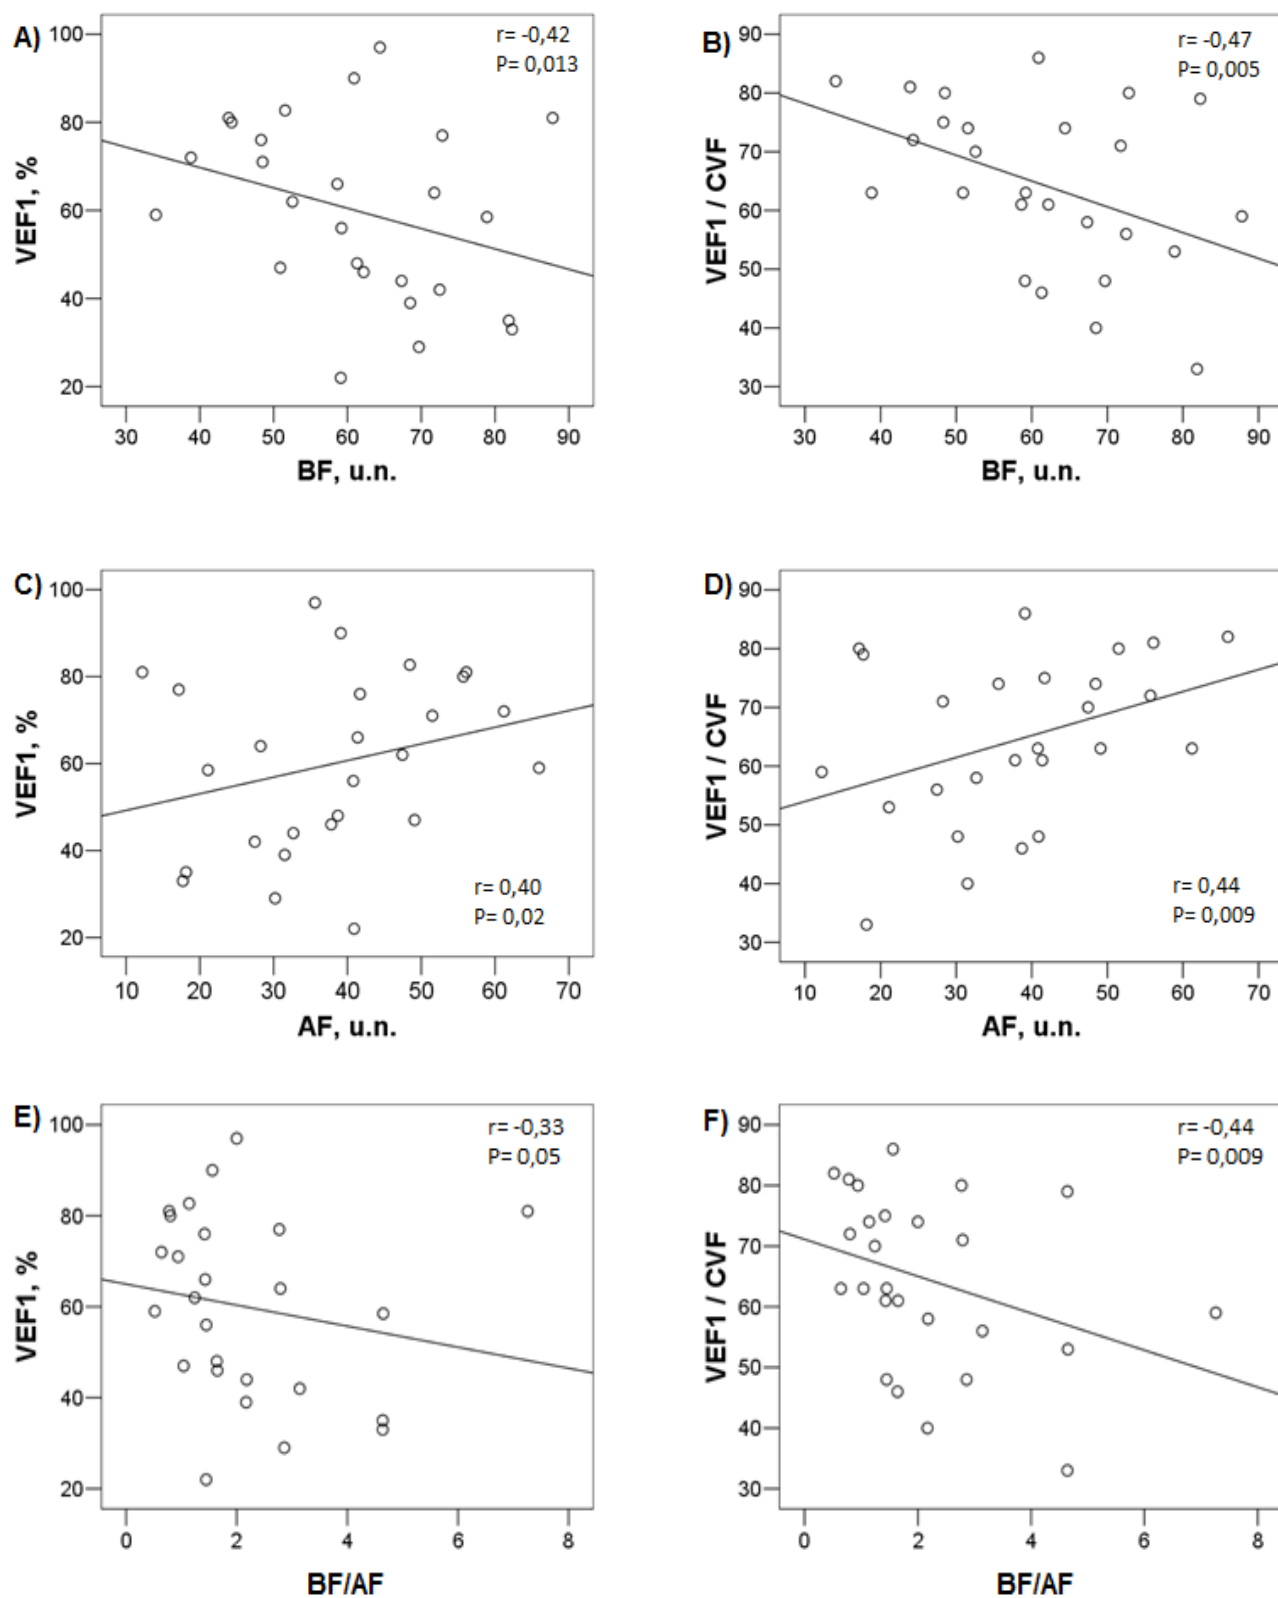 A)
r= -0,42
P= 0,013
VEF1, %
100
80
60
40
20
30 40 50 60 70 80 90
BF, u.n.
B)
r= -0,47
P= 0,005
VEF1 / CVF
90
80
70
60
50
40
30
30 40 50 60 70 80 90
BF, u.n.
C)
VEF1, %
100
80
60
40
20
r= 0,40
P= 0,02
10 20 30 40 50 60 70
AF, u.n.
D)
VEF1 / CVF
90
80
70
60
50
40
30
r= 0,44
P= 0,009
10 20 30 40 50 60 70
AF, u.n.
E)
r= -0,33
P= 0,05
VEF1, %
100
80
60
40
20
0 2 4 6 8
BF/AF
F)
r= -0,44
P= 0,009
VEF1 / CVF
90
80
70
60
50
40
30
0 2 4 6 8
BF/AF